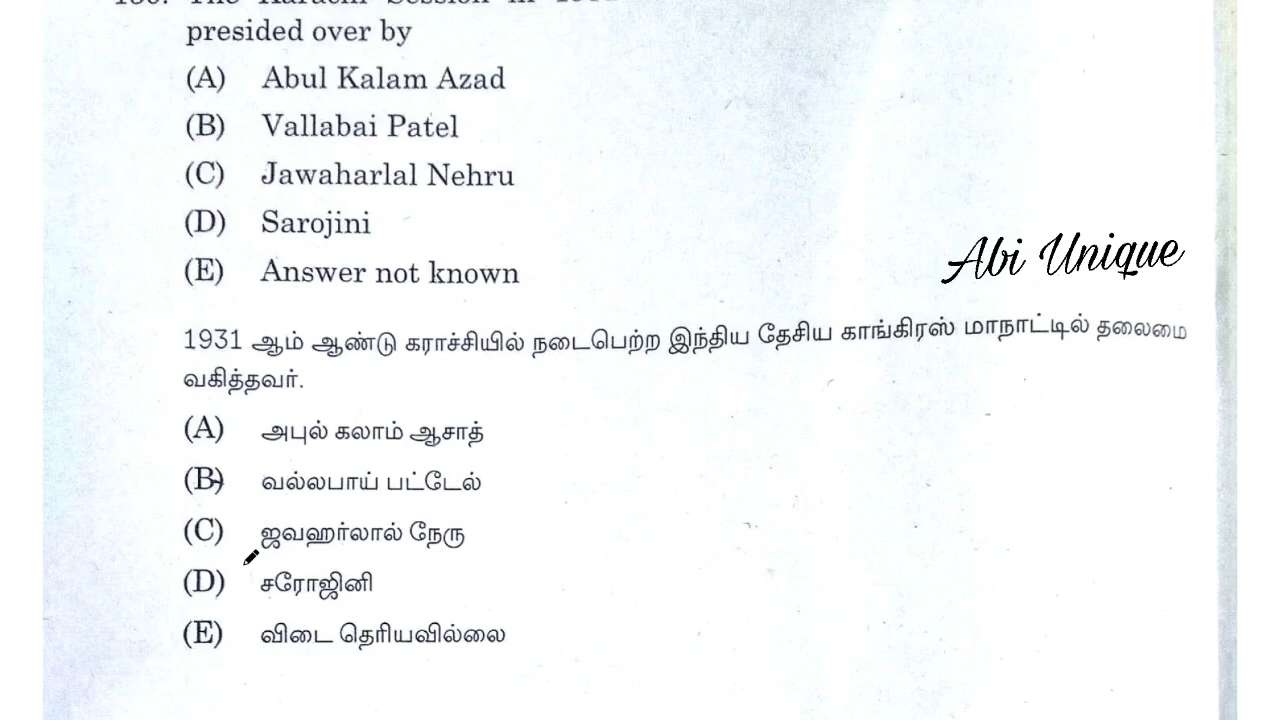 presided over by
(A) Abul Kalam Azad
(B) Vallabai Patel
(C) Jawaharlal Nehru
(D) Sarojini
(E) Answer not known
Abi Unique
1931 ஆம் ஆண்டு கராச்சியில் நடைபெற்ற இந்திய தேசிய காங்கிரஸ் மாநாட்டில் தலைமை
வகித்தவர்.
(A) அபுல் கலாம் ஆசாத்
(B) வல்லபாய் பட்டேல்
(C) ஜவஹர்லால் நேரு
(D) சரோஜினி
(E) விடை தெரியவில்லை